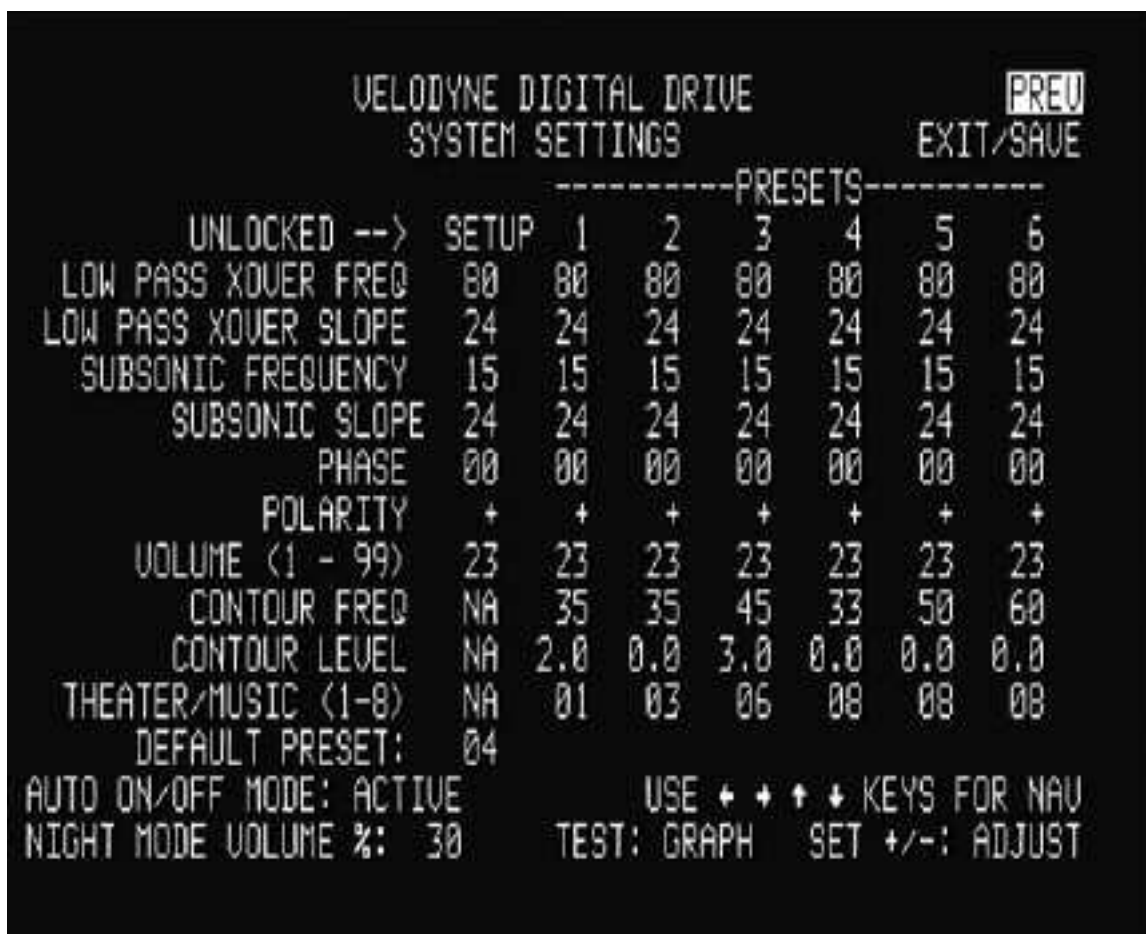 VELODYNE DIGITAL DRIVE PREV
SYSTEM SETTINGS EXIT/SAVE
----------PRESETS----------
UNLOCKED --> SETUP 1 2 3 4 5 6
LOW PASS XOVER FREQ 80 80 80 80 80 80 80
LOW PASS XOVER SLOPE 24 24 24 24 24 24 24
SUBSONIC FREQUENCY 15 15 15 15 15 15 15
SUBSONIC SLOPE 24 24 24 24 24 24 24
PHASE 00 00 00 00 00 00 00
POLARITY + + + + + + +
VOLUME (1 - 99) 23 23 23 23 23 23 23
CONTOUR FREQ NA 35 35 45 33 50 60
CONTOUR LEVEL NA 2.0 0.0 3.0 0.0 0.0 0.0
THEATER/MUSIC (1-8) NA 01 03 06 08 08 08
DEFAULT PRESET: 04
AUTO ON/OFF MODE: ACTIVE USE ← → ↑ ↓ KEYS FOR NAV
NIGHT MODE VOLUME %: 30 TEST: GRAPH SET +/-: ADJUST